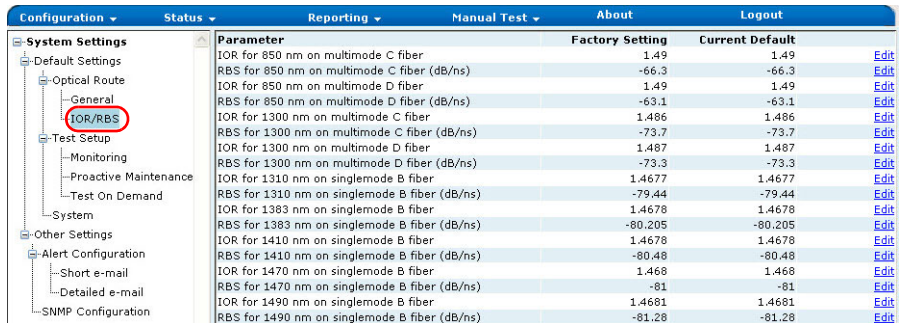 Configuration Status Reporting Manual Test About Logout
System Settings
Default Settings
Optical Route
General
IOR/RBS
Test Setup
Monitoring
Proactive Maintenance
Test On Demand
System
Other Settings
Alert Configuration
Short e-mail
Detailed e-mail
SNMP Configuration
Parameter Factory Setting Current Default
IOR for 850 nm on multimode C fiber 1.49 1.49 Edit
RBS for 850 nm on multimode C fiber (dB/ns) -66.3 -66.3 Edit
IOR for 850 nm on multimode D fiber 1.49 1.49 Edit
RBS for 850 nm on multimode D fiber (dB/ns) -63.1 -63.1 Edit
IOR for 1300 nm on multimode C fiber 1.486 1.486 Edit
RBS for 1300 nm on multimode C fiber (dB/ns) -73.7 -73.7 Edit
IOR for 1300 nm on multimode D fiber 1.487 1.487 Edit
RBS for 1300 nm on multimode D fiber (dB/ns) -73.3 -73.3 Edit
IOR for 1310 nm on singlemode B fiber 1.4677 1.4677 Edit
RBS for 1310 nm on singlemode B fiber (dB/ns) -79.44 -79.44 Edit
IOR for 1383 nm on singlemode B fiber 1.4678 1.4678 Edit
RBS for 1383 nm on singlemode B fiber (dB/ns) -80.205 -80.205 Edit
IOR for 1410 nm on singlemode B fiber 1.4678 1.4678 Edit
RBS for 1410 nm on singlemode B fiber (dB/ns) -80.48 -80.48 Edit
IOR for 1470 nm on singlemode B fiber 1.468 1.468 Edit
RBS for 1470 nm on singlemode B fiber (dB/ns) -81 -81 Edit
IOR for 1490 nm on singlemode B fiber 1.4681 1.4681 Edit
RBS for 1490 nm on singlemode B fiber (dB/ns) -81.28 -81.28 Edit